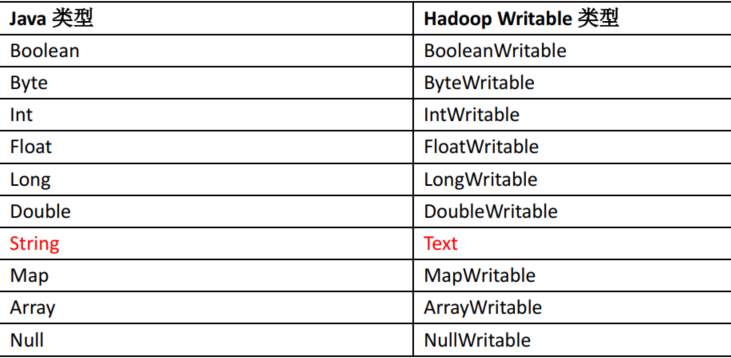 Java 类型 Hadoop Writable 类型
Boolean BooleanWritable
Byte ByteWritable
Int IntWritable
Float FloatWritable
Long LongWritable
Double DoubleWritable
String Text
Map MapWritable
Array ArrayWritable
Null NullWritable